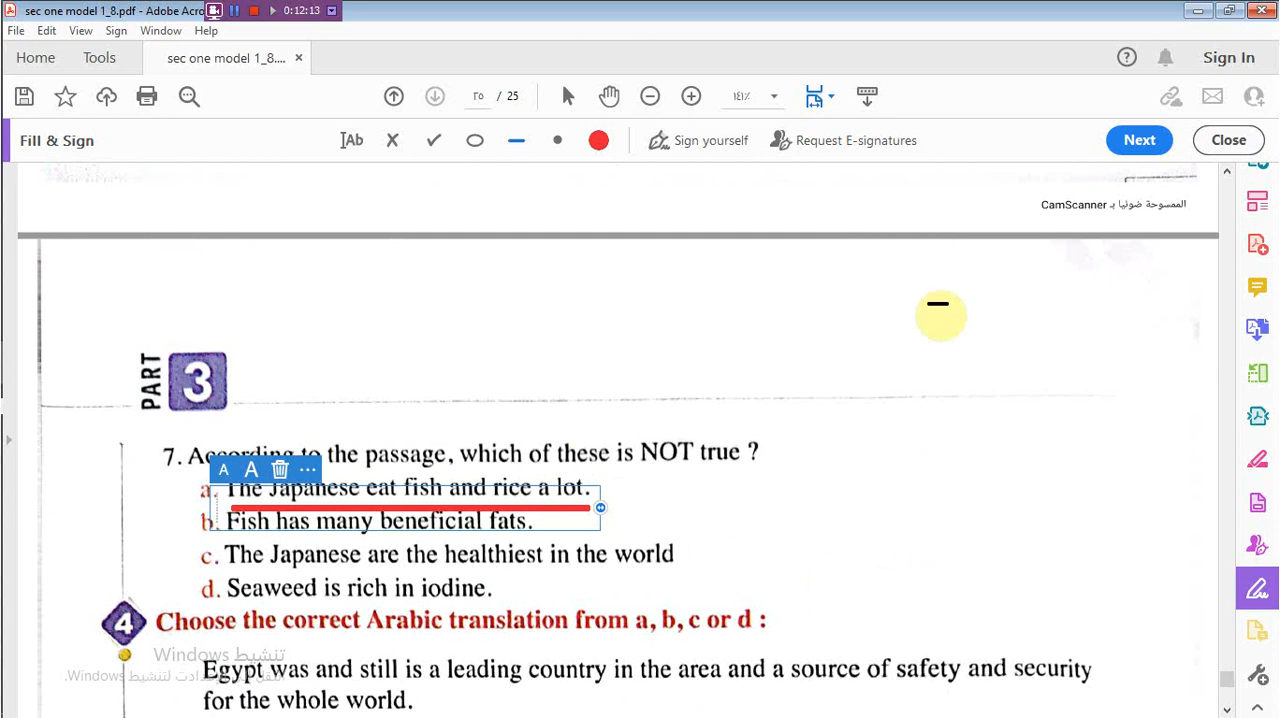 sec one model 1_8.pdf - Adobe Acro
0:12:13
File Edit View Sign Window Help
Home Tools sec one model 1_8.... × Sign In
٢٥ / 25 ١٤١٪
Fill & Sign Ab Sign yourself Request E-signatures Next Close
الممسوحة ضوئيا بـ CamScanner
PART 3
7. According to the passage, which of these is NOT true ?
A A
a. The Japanese eat fish and rice a lot.
b. Fish has many beneficial fats.
c. The Japanese are the healthiest in the world
d. Seaweed is rich in iodine.
4 Choose the correct Arabic translation from a, b, c or d :
تنشيط Windows
Egypt was and still is a leading country in the area and a source of safety and security
لتنشيط Windows.
for the whole world.